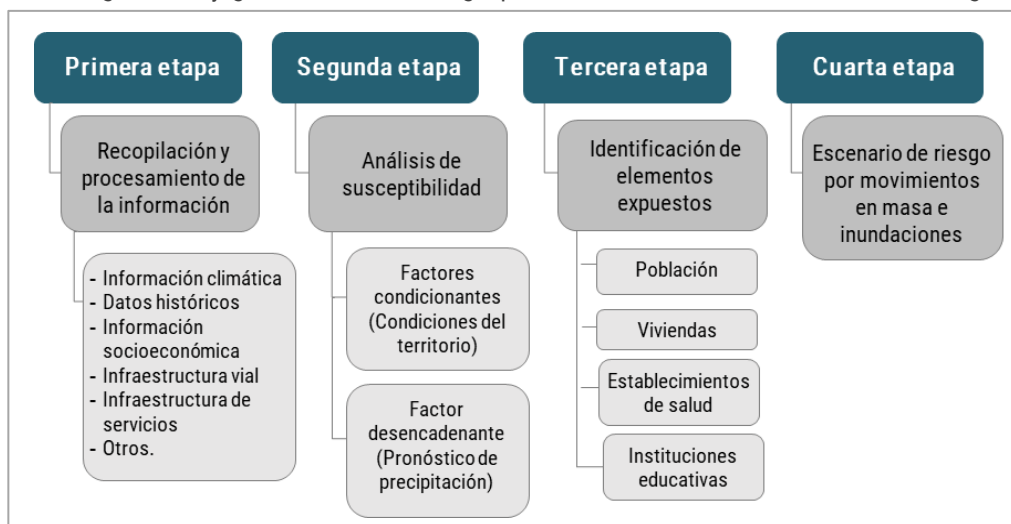 Primera etapa
Recopilación y
procesamiento de
la información
- Información climática
- Datos históricos
- Información
socioeconómica
- Infraestructura vial
- Infraestructura de
servicios
- Otros.
Segunda etapa
Análisis de
susceptibilidad
Factores
condicionantes
(Condiciones del
territorio)
Factor
desencadenante
(Pronóstico de
precipitación)
Tercera etapa
Identificación de
elementos
expuestos
Población
Viviendas
Establecimientos
de salud
Instituciones
educativas
Cuarta etapa
Escenario de riesgo
por movimientos
en masa e
inundaciones